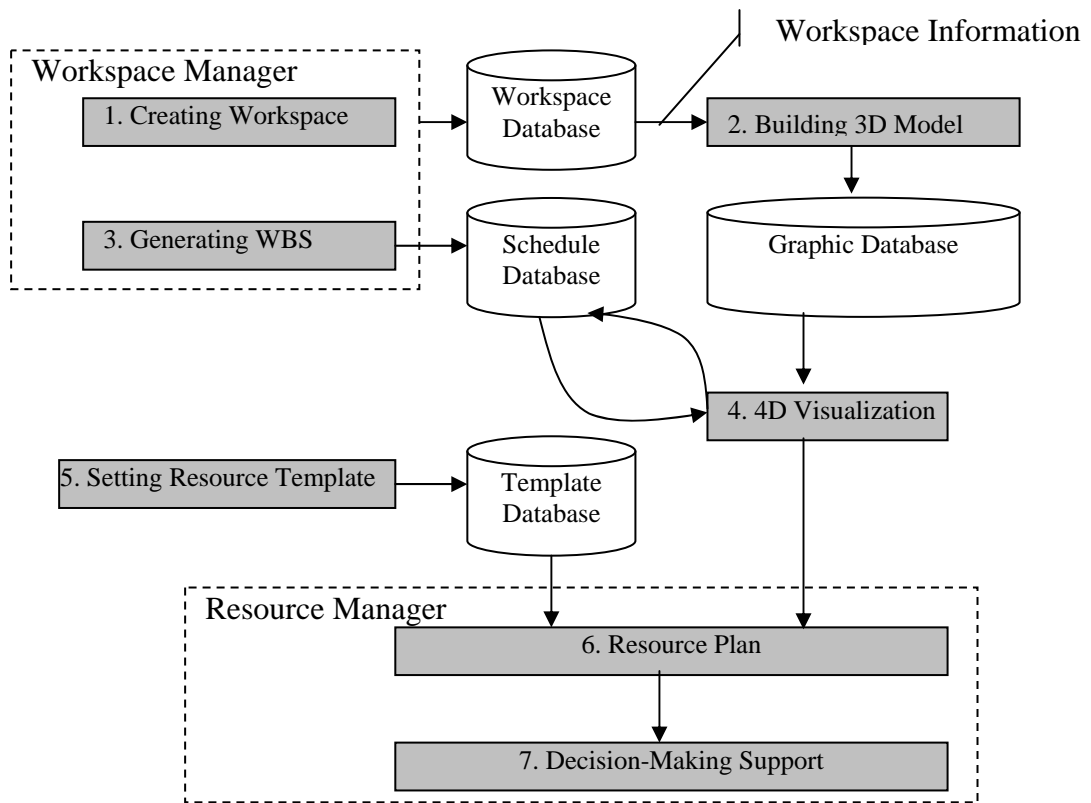 Workspace Information
Workspace Manager
1. Creating Workspace
Workspace
Database
2. Building 3D Model
3. Generating WBS
Schedule
Database
Graphic Database
4. 4D Visualization
5. Setting Resource Template
Template
Database
Resource Manager
6. Resource Plan
7. Decision-Making Support